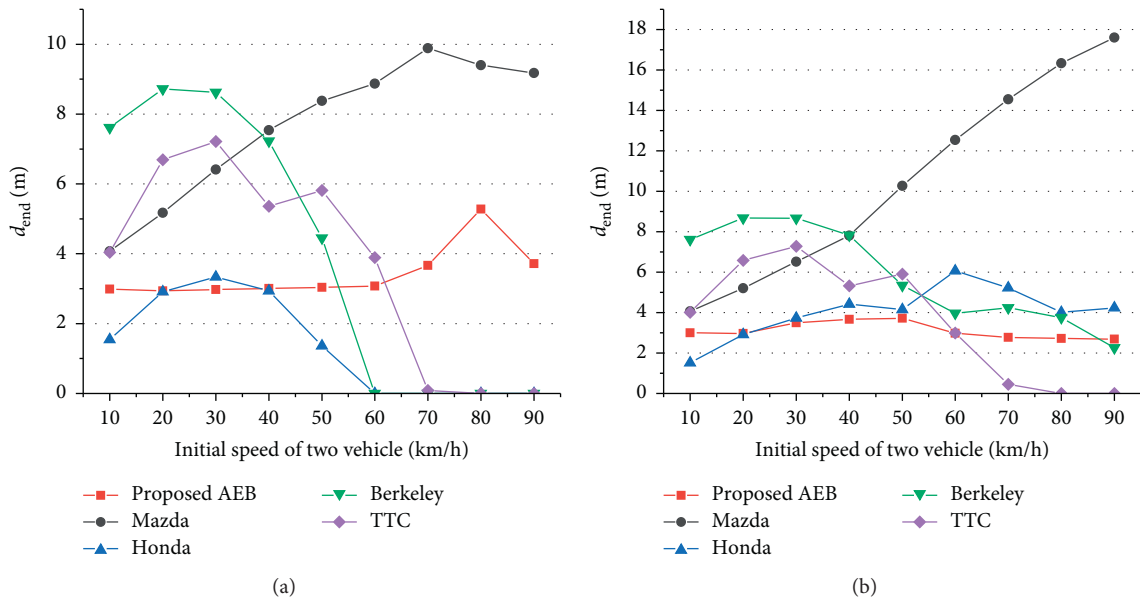 10
8
6
4
2
0
d_end (m)
10 20 30 40 50 60 70 80 90
Initial speed of two vehicle (km/h)
Proposed AEB
Mazda
Honda
Berkeley
TTC
(a)
18
16
14
12
10
8
6
4
2
0
d_end (m)
10 20 30 40 50 60 70 80 90
Initial speed of two vehicle (km/h)
Proposed AEB
Mazda
Honda
Berkeley
TTC
(b)